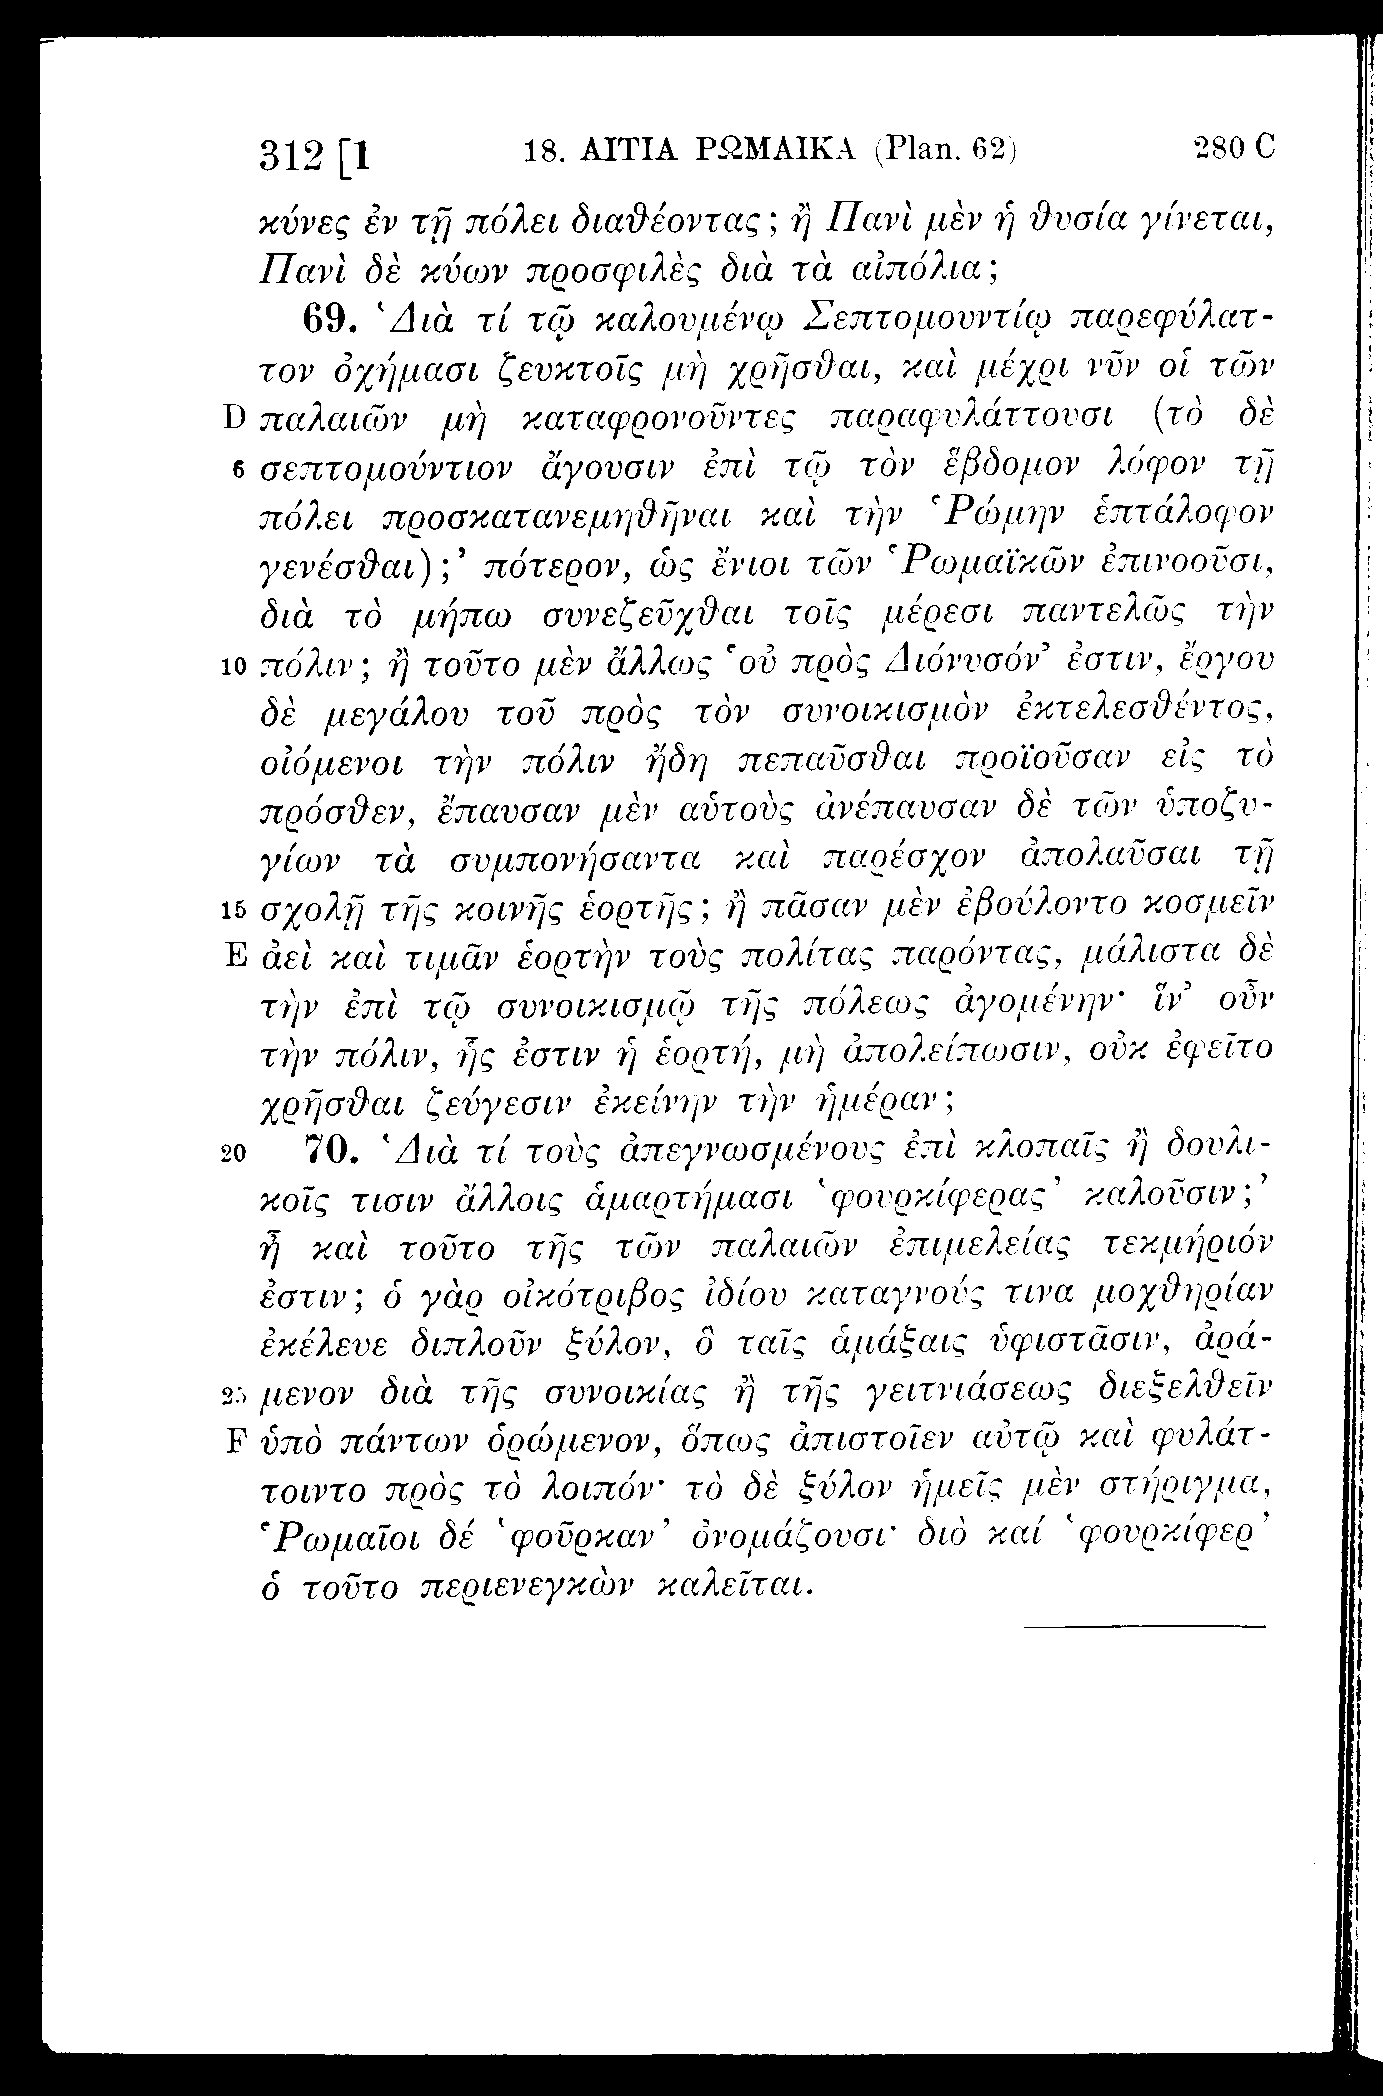 312 [1 18. ΑΙΤΙΑ ΡΩΜΑΙΚΑ (Plan. 62) 280 C
κύνες ἐν τῇ πόλει διαθέοντας; ἢ Πανὶ μὲν ἡ θυσία γίνεται,
Πανὶ δὲ κύων προσφιλὲς διὰ τὰ αἰπόλια;
69. ‘Διὰ τί τῷ καλουμένῳ Σεπτομουντίῳ παρεφύλατ-
τον ὀχήμασι ζευκτοῖς μὴ χρῆσθαι, καὶ μέχρι νῦν οἱ τῶν
D παλαιῶν μὴ καταφρονοῦντες παραφυλάττουσι (τὸ δὲ
6 σεπτομούντιον ἄγουσιν ἐπὶ τῷ τὸν ἕβδομον λόφον τῇ
πόλει προσκατανεμηθῆναι καὶ τὴν Ῥώμην ἑπτάλοφον
γενέσθαι);’ πότερον, ὡς ἔνιοι τῶν Ῥωμαϊκῶν ἐπινοοῦσι,
διὰ τὸ μήπω συνεζεῦχθαι τοῖς μέρεσι παντελῶς τὴν
10 πόλιν; ἢ τοῦτο μὲν ἄλλως ‘οὐ πρὸς Διόνυσόν’ ἐστιν, ἔργου
δὲ μεγάλου τοῦ πρὸς τὸν συνοικισμὸν ἐκτελεσθέντος,
οἰόμενοι τὴν πόλιν ἤδη πεπαῦσθαι προϊοῦσαν εἰς τὸ
πρόσθεν, ἔπαυσαν μὲν αὑτοὺς ἀνέπαυσαν δὲ τῶν ὑποζυ-
γίων τὰ συμπονήσαντα καὶ παρέσχον ἀπολαῦσαι τῇ
15 σχολῇ τῆς κοινῆς ἑορτῆς; ἢ πᾶσαν μὲν ἐβούλοντο κοσμεῖν
E ἀεὶ καὶ τιμᾶν ἑορτὴν τοὺς πολίτας παρόντας, μάλιστα δὲ
τὴν ἐπὶ τῷ συνοικισμῷ τῆς πόλεως ἀγομένην· ἵν’ οὖν
τὴν πόλιν, ἧς ἐστιν ἡ ἑορτή, μὴ ἀπολείπωσιν, οὐκ ἐφεῖτο
χρῆσθαι ζεύγεσιν ἐκείνην τὴν ἡμέραν;
20 70. ‘Διὰ τί τοὺς ἀπεγνωσμένους ἐπὶ κλοπαῖς ἢ δουλι-
κοῖς τισιν ἄλλοις ἁμαρτήμασι ‘φουρκίφερας’ καλοῦσιν;’
ἦ καὶ τοῦτο τῆς τῶν παλαιῶν ἐπιμελείας τεκμήριόν
ἐστιν; ὁ γὰρ οἰκότριβος ἰδίου καταγνούς τινα μοχθηρίαν
ἐκέλευε διπλοῦν ξύλον, ὃ ταῖς ἁμάξαις ὑφιστᾶσιν, ἀρά-
25 μενον διὰ τῆς συνοικίας ἢ τῆς γειτνιάσεως διεξελθεῖν
F ὑπὸ πάντων ὁρώμενον, ὅπως ἀπιστοῖεν αὐτῷ καὶ φυλάτ-
τοιντο πρὸς τὸ λοιπόν· τὸ δὲ ξύλον ἡμεῖς μὲν στήριγμα,
Ῥωμαῖοι δέ ‘φοῦρκαν’ ὀνομάζουσι· διὸ καί ‘φουρκίφερ’
ὁ τοῦτο περιενεγκὼν καλεῖται.